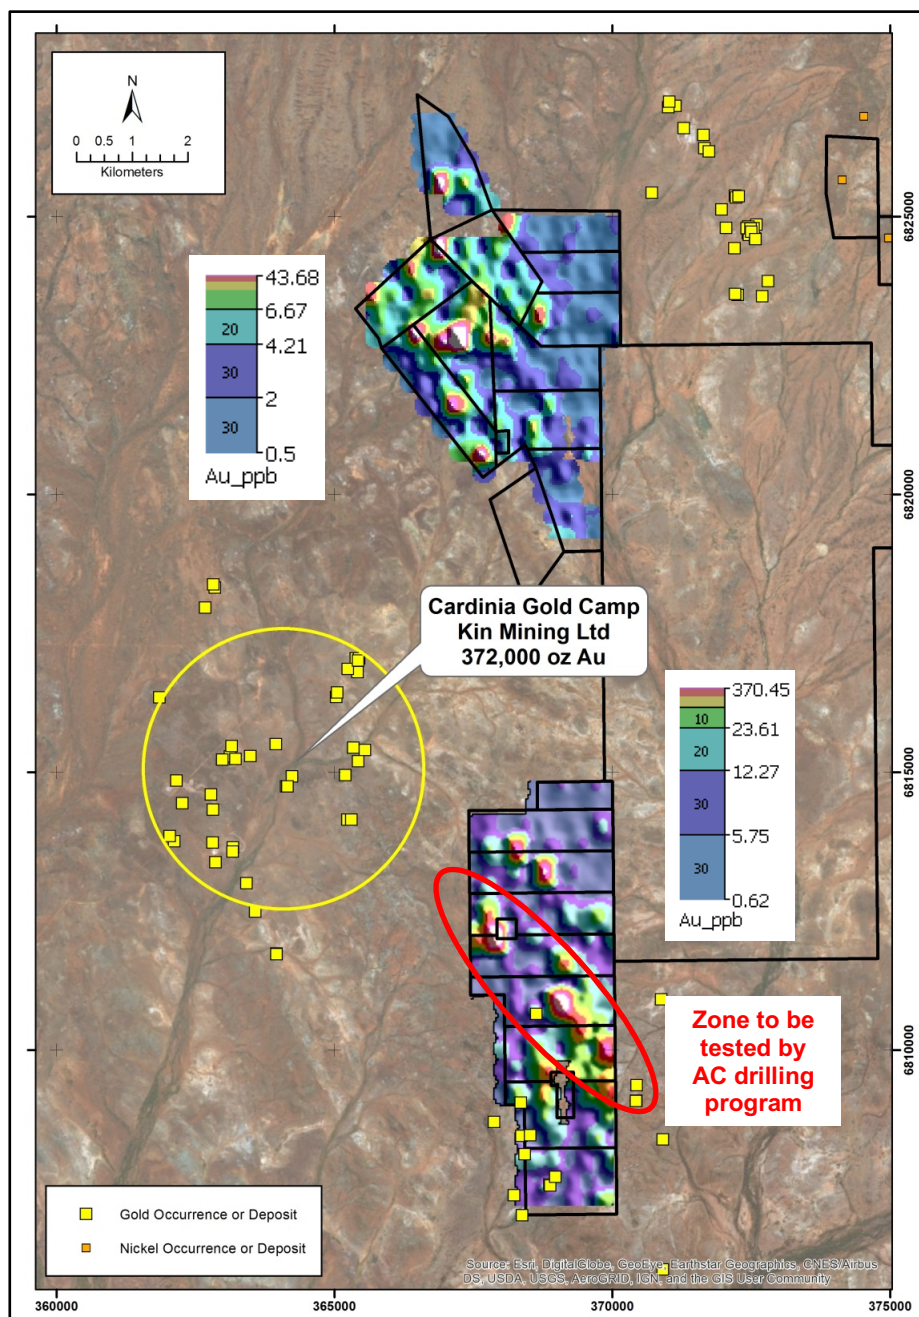 N
0 0.5 1 2
Kilometers
6825000
43.68
6.67
20
4.21
30
2
30
0.5
Au_ppb
6820000
Cardinia Gold Camp
Kin Mining Ltd
372,000 oz Au
370.45
10
23.61
20
12.27
30
5.75
30
0.62
Au_ppb
6815000
Zone to be
tested by
AC drilling
program
6810000
Gold Occurrence or Deposit
Nickel Occurrence or Deposit
Source: Esri, DigitalGlobe, GeoEye, Earthstar Geographics, CNES/Airbus
DS, USDA, USGS, AeroGRID, IGN, and the GIS User Community
360000 365000 370000 375000